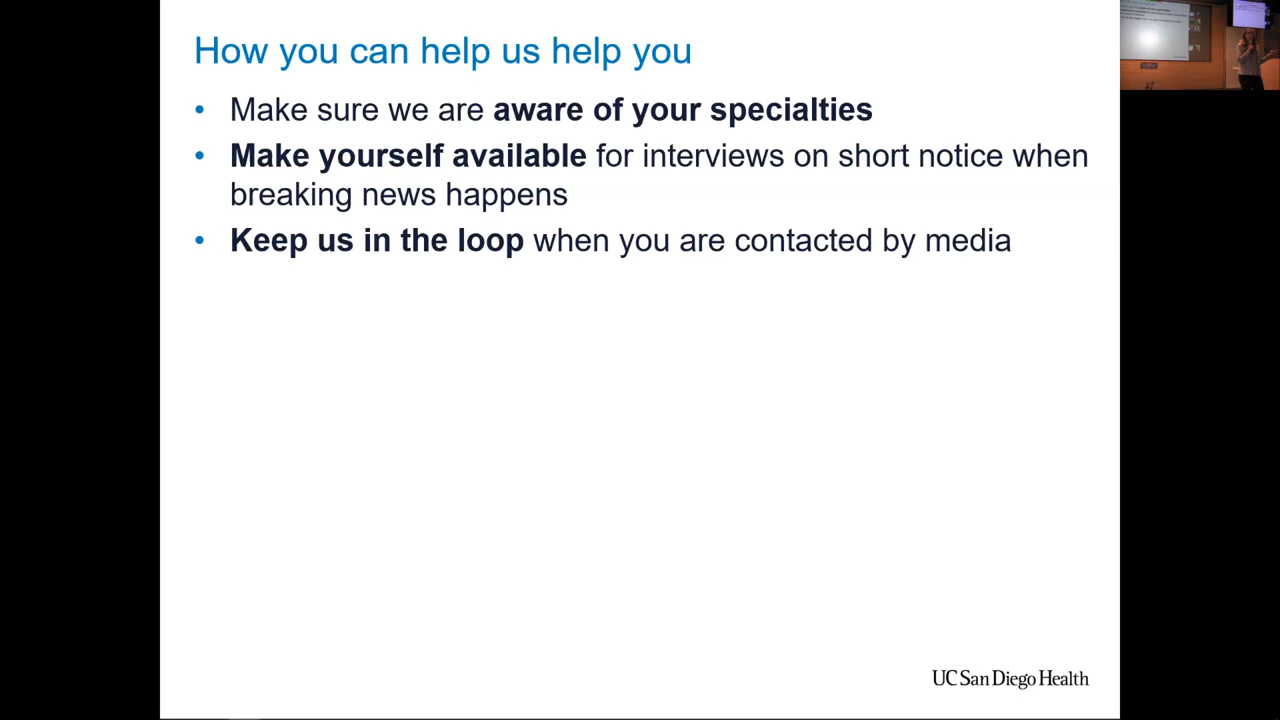 How you can help us help you
• Make sure we are aware of your specialties
• Make yourself available for interviews on short notice when
breaking news happens
• Keep us in the loop when you are contacted by media
UC San Diego Health